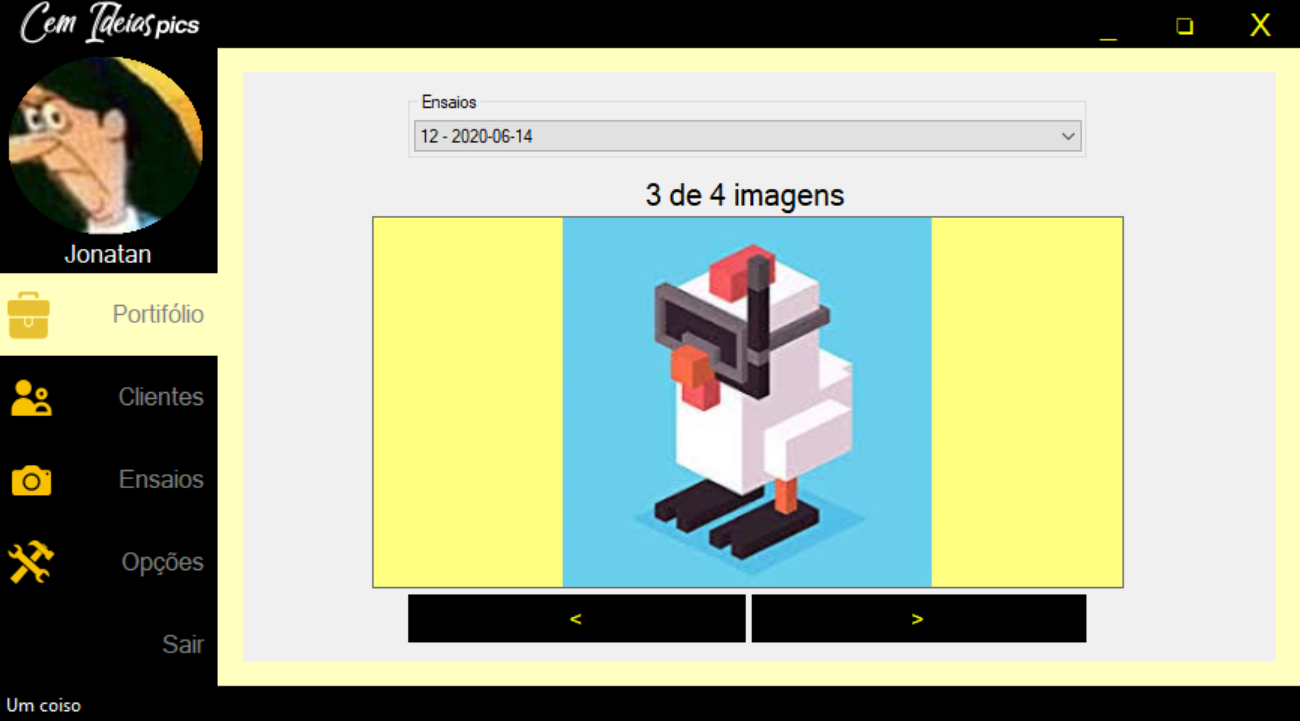 Cem Ideias pics
_ ❏ X
Jonatan
Portifólio
Clientes
Ensaios
Opções
Sair
Ensaios
12 - 2020-06-14
3 de 4 imagens
< >
Um coiso